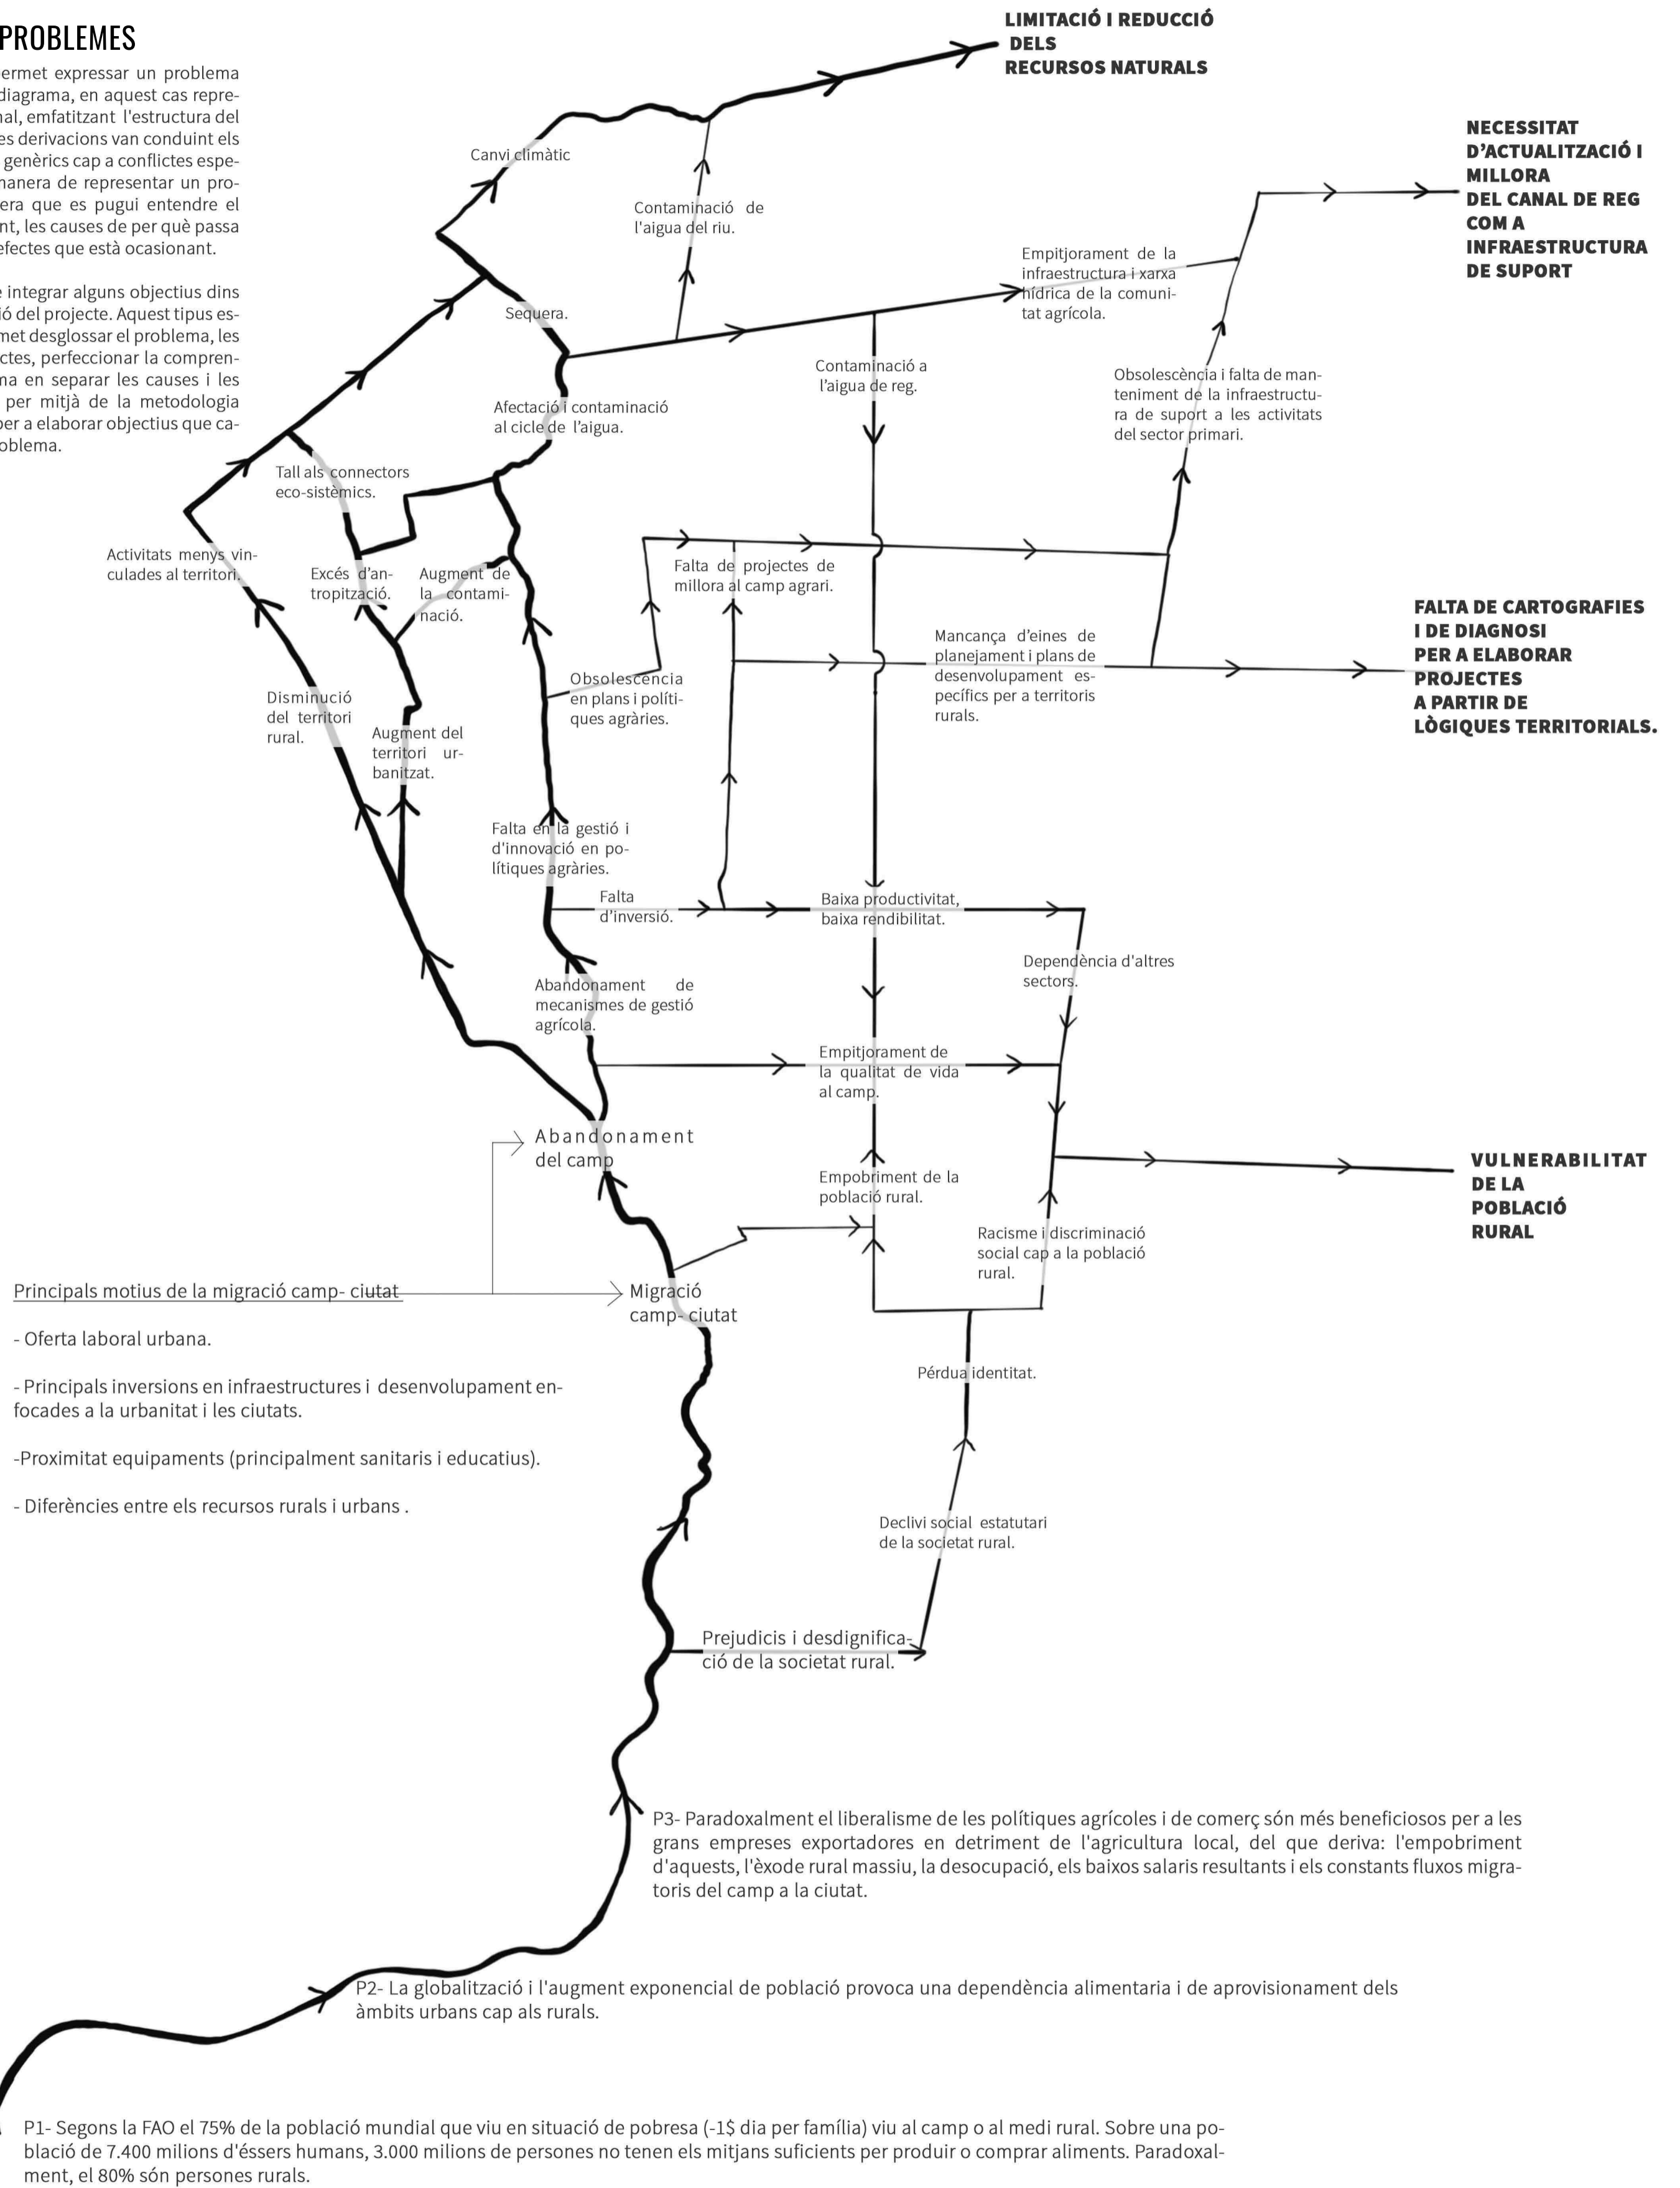 PROBLEMES
ermet expressar un problema
diagrama, en aquest cas repre-
nal, emfatitzant l'estructura del
es derivacions van conduint els
genèrics cap a conflictes espe-
manera de representar un pro-
era que es pugui entendre el
nt, les causes de per què passa
efectes que està ocasionant.
e integrar alguns objectius dins
ió del projecte. Aquest tipus es-
met desglossar el problema, les
ctes, perfeccionar la compren-
ma en separar les causes i les
per mitjà de la metodologia
per a elaborar objectius que ca-
oblema.
LIMITACIÓ I REDUCCIÓ
DELS
RECURSOS NATURALS
NECESSITAT
D’ACTUALITZACIÓ I
MILLORA
DEL CANAL DE REG
COM A
INFRAESTRUCTURA
DE SUPORT
Canvi climàtic
Contaminació de
l'aigua del riu.
Empitjorament de la
infraestructura i xarxa
hídrica de la comuni-
tat agrícola.
Sequera.
Contaminació a
l’aigua de reg.
Obsolescència i falta de man-
teniment de la infraestructu-
ra de suport a les activitats
del sector primari.
Afectació i contaminació
al cicle de l’aigua.
Tall als connectors
eco-sistèmics.
Activitats menys vin-
culades al territori.
Excés d’an-
tropització.
Augment de
la contami-
nació.
Falta de projectes de
millora al camp agrari.
FALTA DE CARTOGRAFIES
I DE DIAGNOSI
PER A ELABORAR
PROJECTES
A PARTIR DE
LÒGIQUES TERRITORIALS.
Mancança d’eines de
planejament i plans de
desenvolupament es-
pecífics per a territoris
rurals.
Obsolescència
en plans i políti-
ques agràries.
Disminució
del territori
rural.
Augment del
territori ur-
banitzat.
Falta en la gestió i
d'innovació en po-
lítiques agràries.
Falta
d’inversió.
Baixa productivitat,
baixa rendibilitat.
Dependència d'altres
sectors.
Abandonament de
mecanismes de gestió
agrícola.
Empitjorament de
la qualitat de vida
al camp.
Abandonament
del camp
Empobriment de la
població rural.
VULNERABILITAT
DE LA
POBLACIÓ
RURAL
Racisme i discriminació
social cap a la població
rural.
Principals motius de la migració camp- ciutat
Migració
camp- ciutat
- Oferta laboral urbana.
- Principals inversions en infraestructures i desenvolupament en-
focades a la urbanitat i les ciutats.
-Proximitat equipaments (principalment sanitaris i educatius).
- Diferències entre els recursos rurals i urbans .
Pérdua identitat.
Declivi social estatutari
de la societat rural.
Prejudicis i desdignifica-
ció de la societat rural.
P3- Paradoxalment el liberalisme de les polítiques agrícoles i de comerç són més beneficiosos per a les
grans empreses exportadores en detriment de l'agricultura local, del que deriva: l'empobriment
d'aquests, l'èxode rural massiu, la desocupació, els baixos salaris resultants i els constants fluxos migra-
toris del camp a la ciutat.
P2- La globalització i l'augment exponencial de població provoca una dependència alimentaria i de aprovisionament dels
àmbits urbans cap als rurals.
P1- Segons la FAO el 75% de la població mundial que viu en situació de pobresa (-1$ dia per família) viu al camp o al medi rural. Sobre una po-
blació de 7.400 milions d'éssers humans, 3.000 milions de persones no tenen els mitjans suficients per produir o comprar aliments. Paradoxal-
ment, el 80% són persones rurals.